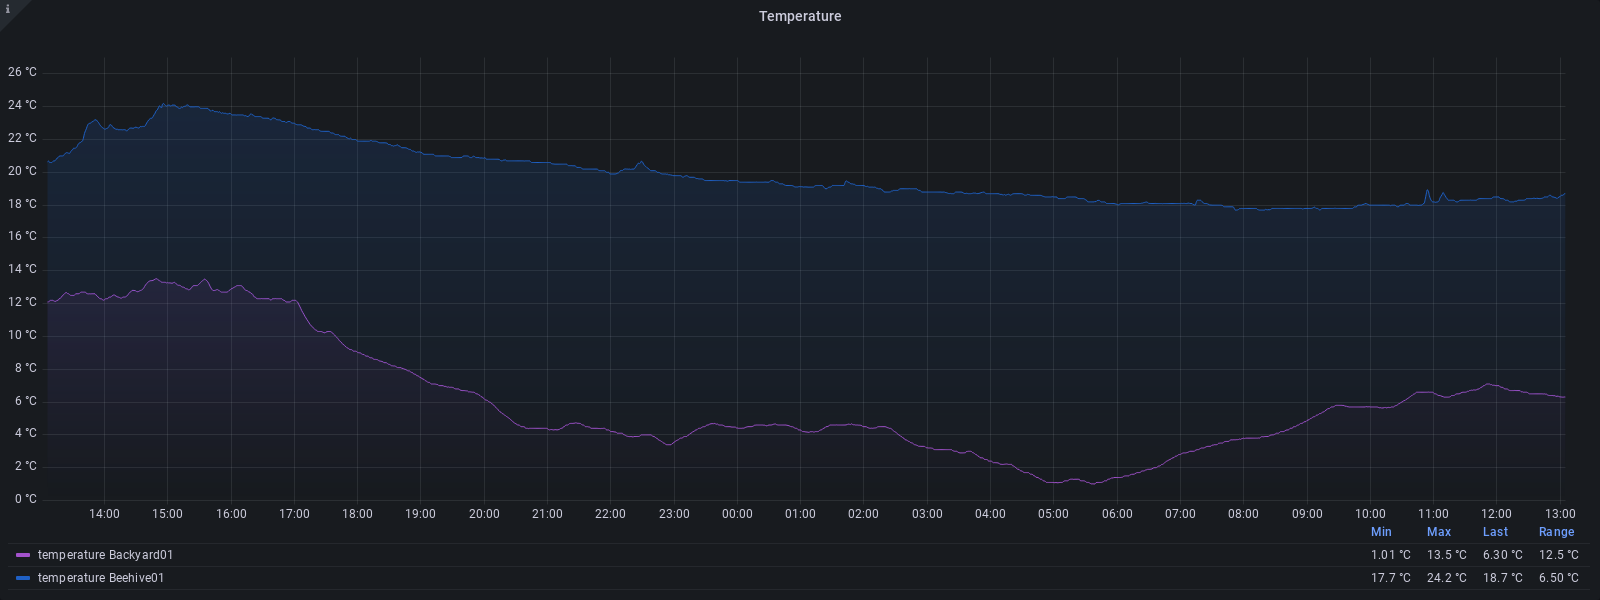 i
Temperature
26 °C
24 °C
22 °C
20 °C
18 °C
16 °C
14 °C
12 °C
10 °C
8 °C
6 °C
4 °C
2 °C
0 °C
14:00 15:00 16:00 17:00 18:00 19:00 20:00 21:00 22:00 23:00 00:00 01:00 02:00 03:00 04:00 05:00 06:00 07:00 08:00 09:00 10:00 11:00 12:00 13:00
Min Max Last Range
temperature Backyard01 1.01 °C 13.5 °C 6.30 °C 12.5 °C
temperature Beehive01 17.7 °C 24.2 °C 18.7 °C 6.50 °C